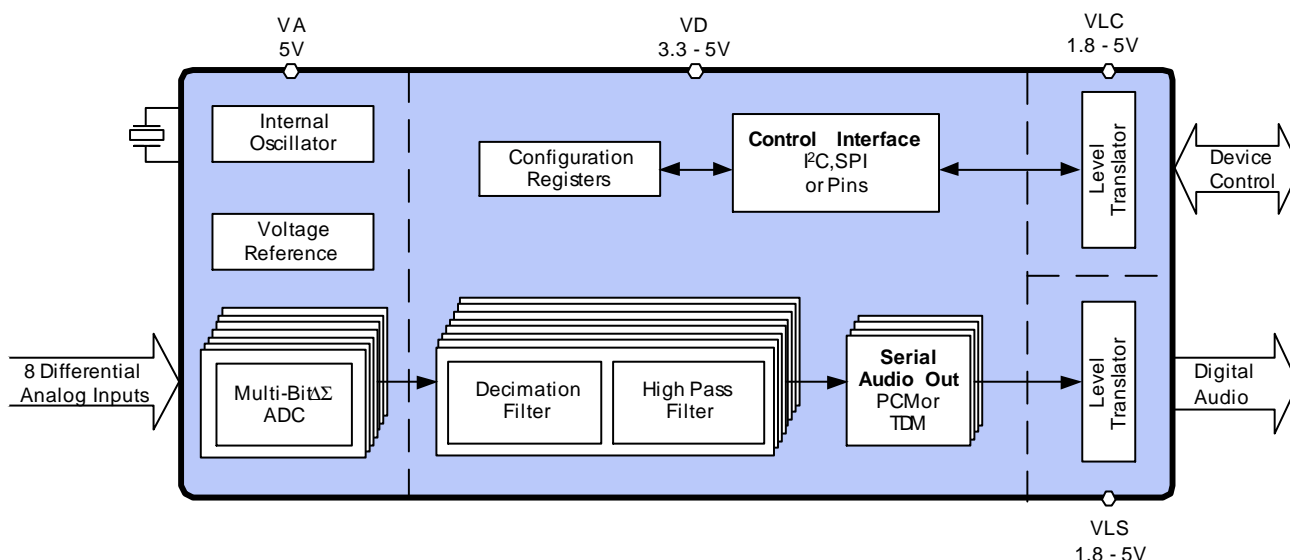 VA
5V
VD
3.3 - 5V
VLC
1.8 - 5V
Internal
Oscillator
Voltage
Reference
Configuration
Registers
Control Interface
I²C,SPI
or Pins
Level
Translator
Device
Control
8 Differential
Analog Inputs
Multi-Bit ΔΣ
ADC
Decimation
Filter
High Pass
Filter
Serial
Audio Out
PCM or
TDM
Level
Translator
Digital
Audio
VLS
1.8 - 5V